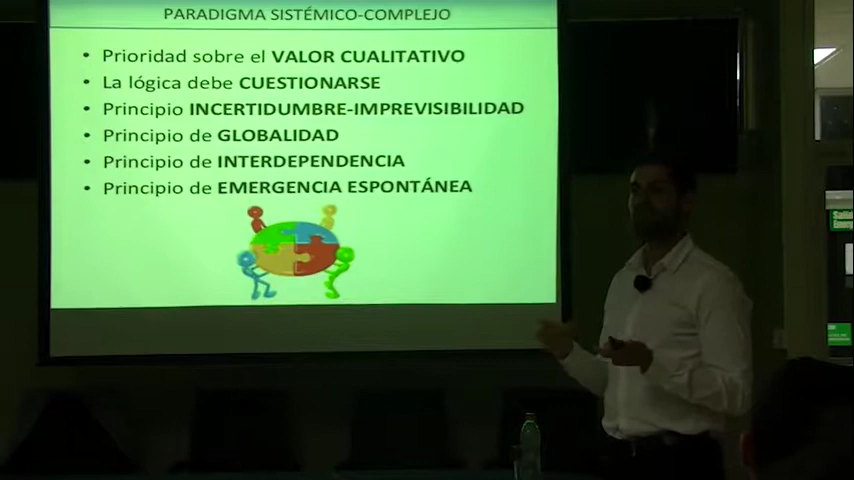 PARADIGMA SISTÉMICO-COMPLEJO
• Prioridad sobre el VALOR CUALITATIVO
• La lógica debe CUESTIONARSE
• Principio INCERTIDUMBRE-IMPREVISIBILIDAD
• Principio de GLOBALIDAD
• Principio de INTERDEPENDENCIA
• Principio de EMERGENCIA ESPONTÁNEA
Salida